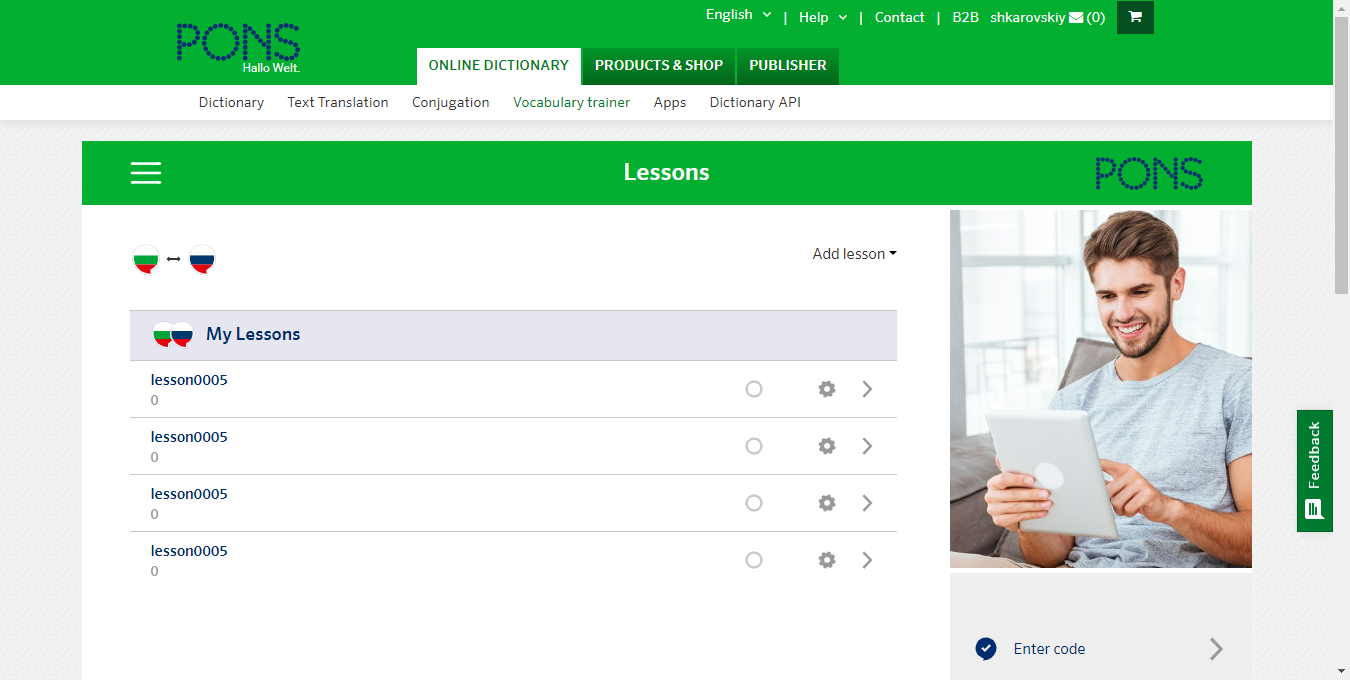 English | Help | Contact | B2B shkarovskiy (0)
PONS
Hallo Welt.
ONLINE DICTIONARY PRODUCTS & SHOP PUBLISHER
Dictionary Text Translation Conjugation Vocabulary trainer Apps Dictionary API
Lessons
PONS
Add lesson
My Lessons
lesson0005
0
lesson0005
0
lesson0005
0
lesson0005
0
Feedback
Enter code